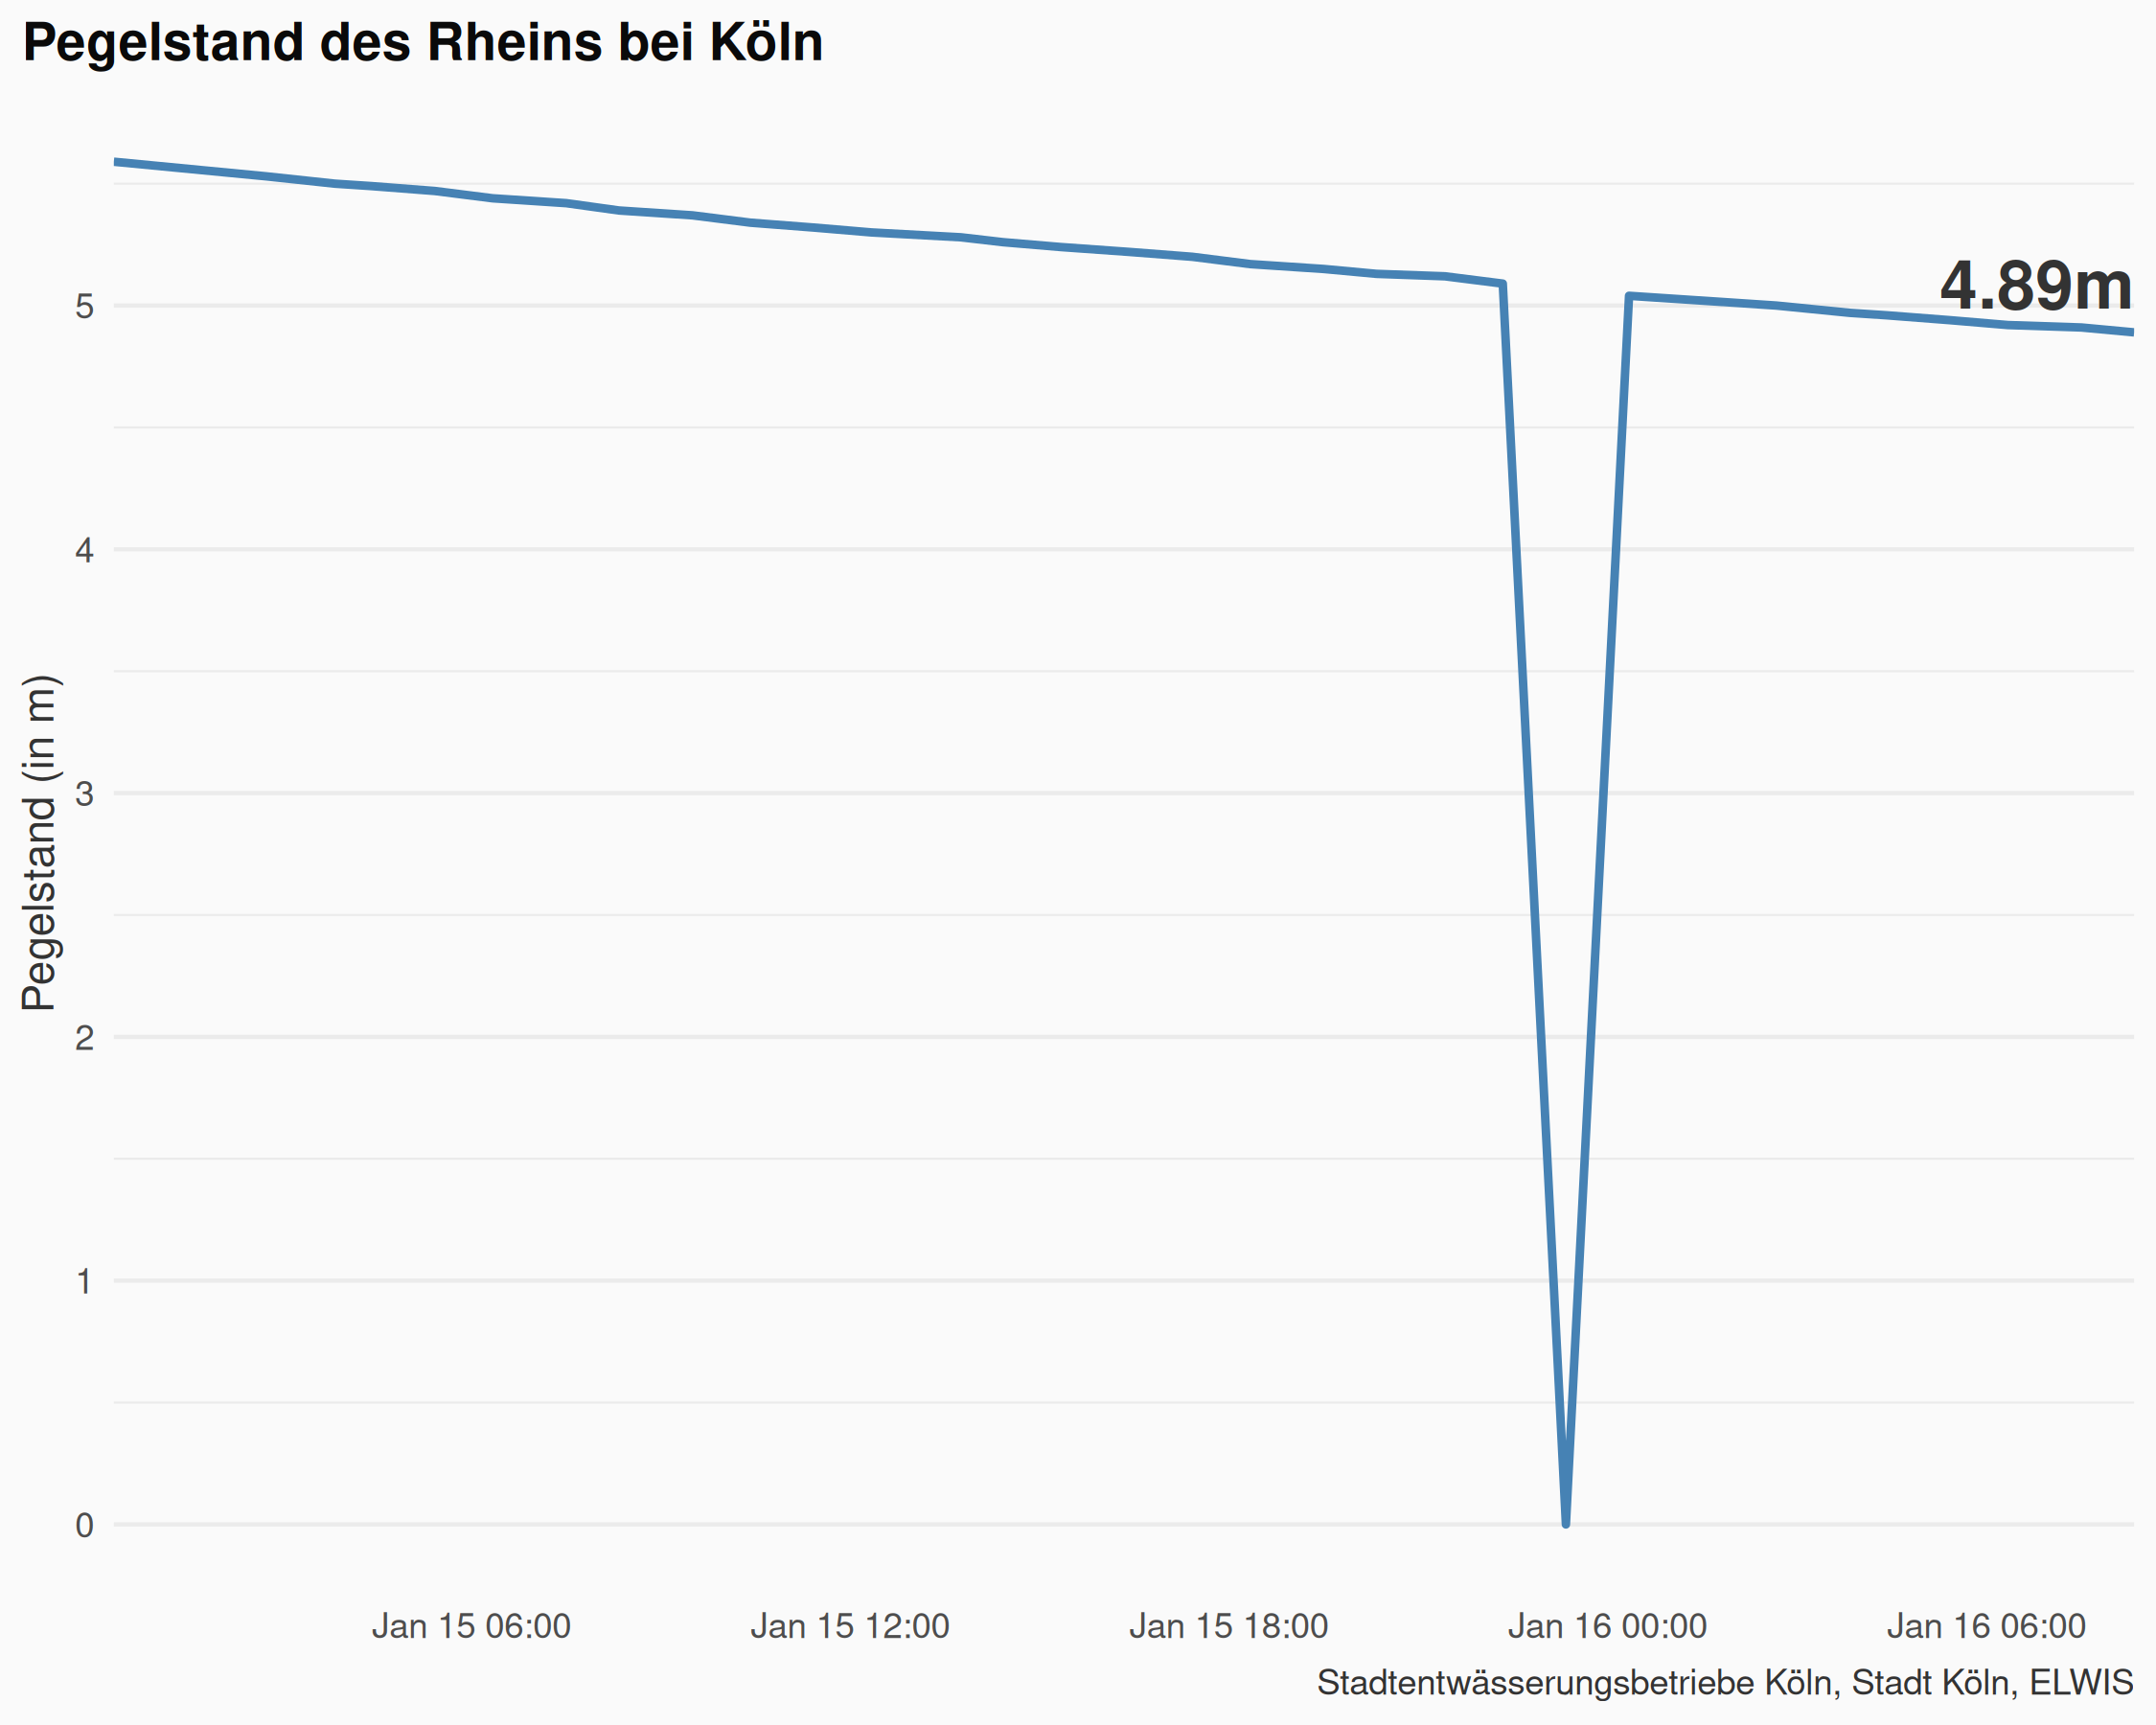 Pegelstand des Rheins bei Köln
4.89m
Pegelstand (in m)
5
4
3
2
1
0
Jan 15 06:00
Jan 15 12:00
Jan 15 18:00
Jan 16 00:00
Jan 16 06:00
Stadtentwässerungsbetriebe Köln, Stadt Köln, ELWIS